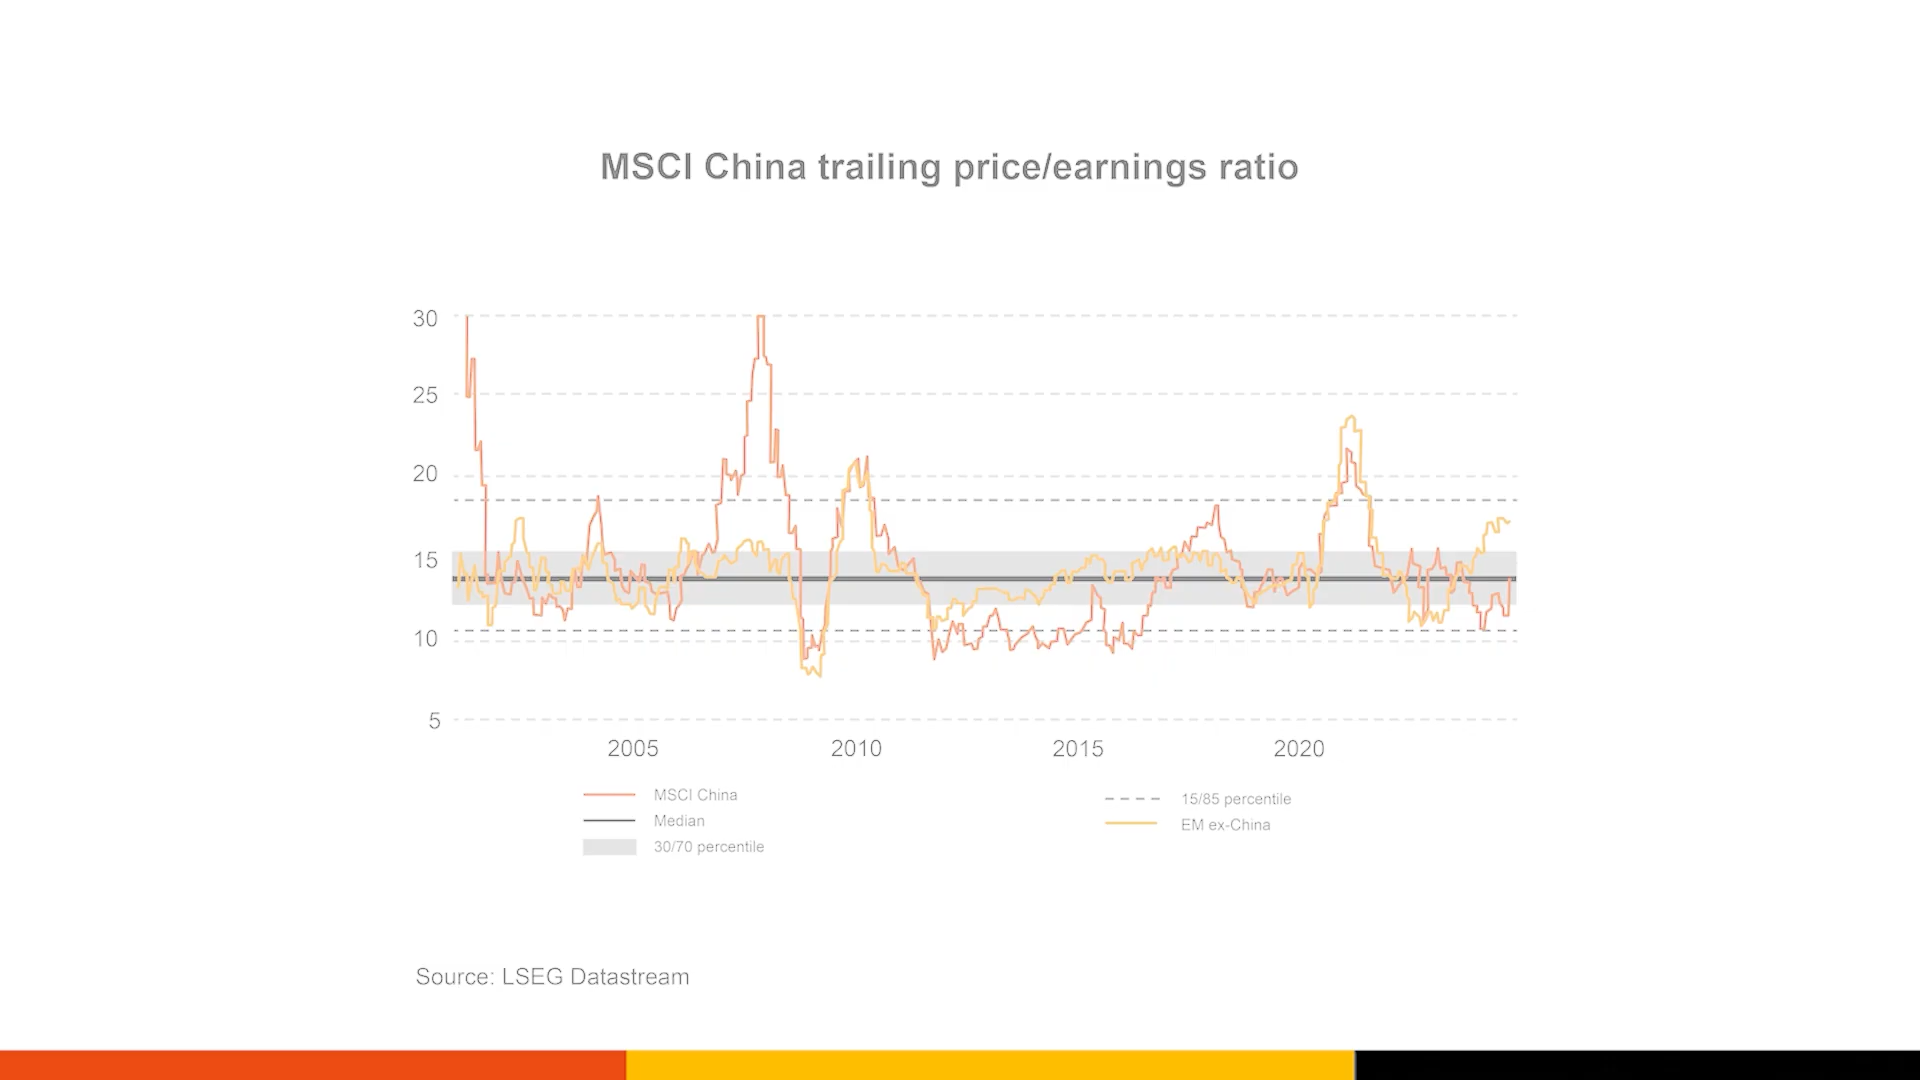 MSCI China trailing price/earnings ratio
30
25
20
15
10
5
2005 2010 2015 2020
MSCI China
Median
30/70 percentile
15/85 percentile
EM ex-China
Source: LSEG Datastream